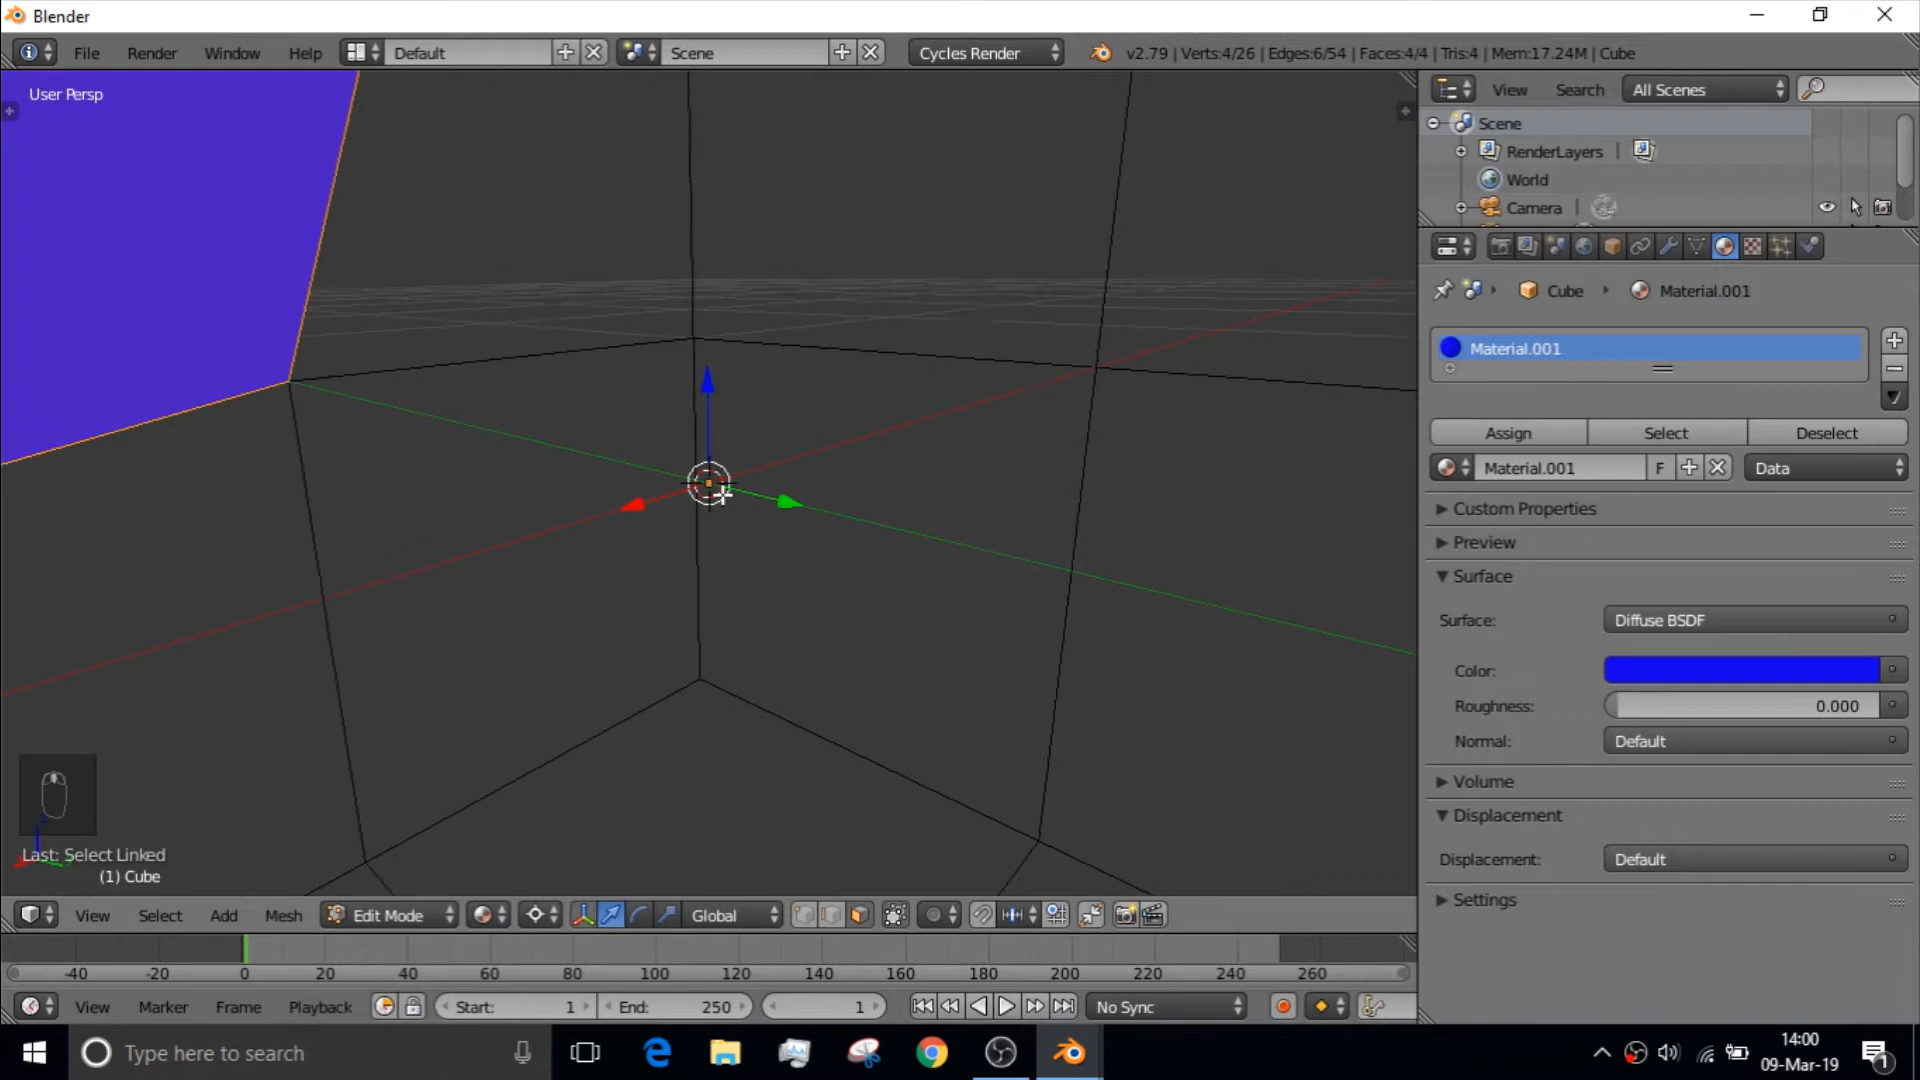 Blender
File Render Window Help Default Scene Cycles Render v2.79 | Verts:4/26 | Edges:6/54 | Faces:4/4 | Tris:4 | Mem:17.24M | Cube
User Persp
View Search All Scenes
Scene
RenderLayers
World
Camera
Cube Material.001
Material.001
Assign Select Deselect
Material.001 F Data
Custom Properties
Preview
Surface
Surface: Diffuse BSDF
Color:
Roughness: 0.000
Normal: Default
Volume
Displacement
Displacement: Default
Settings
Last: Select Linked
(1) Cube
View Select Add Mesh Edit Mode Global
-40 -20 0 20 40 60 80 100 120 140 160 180 200 220 240 260
View Marker Frame Playback Start: 1 End: 250 1 No Sync
Type here to search
14:00
09-Mar-19
1